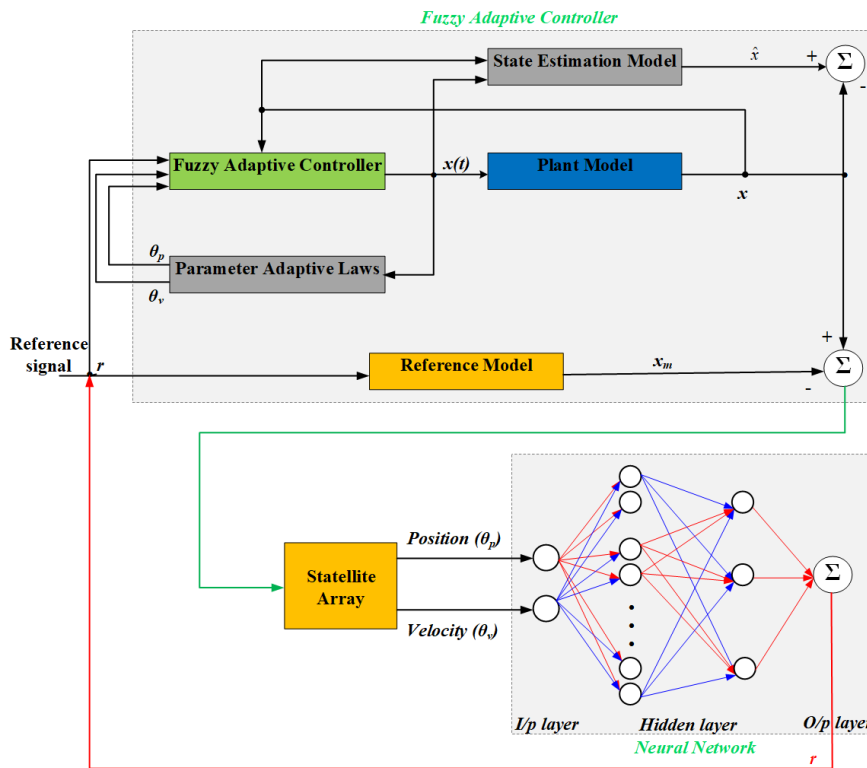 Fuzzy Adaptive Controller
State Estimation Model
x̂
+
Σ
-
Fuzzy Adaptive Controller
x(t)
Plant Model
x
θp
Parameter Adaptive Laws
θv
+
Reference
signal
r
Reference Model
xm
Σ
-
Position (θp)
Statellite
Array
Velocity (θv)
Σ
I/p layer
Hidden layer
O/p layer
Neural Network
r